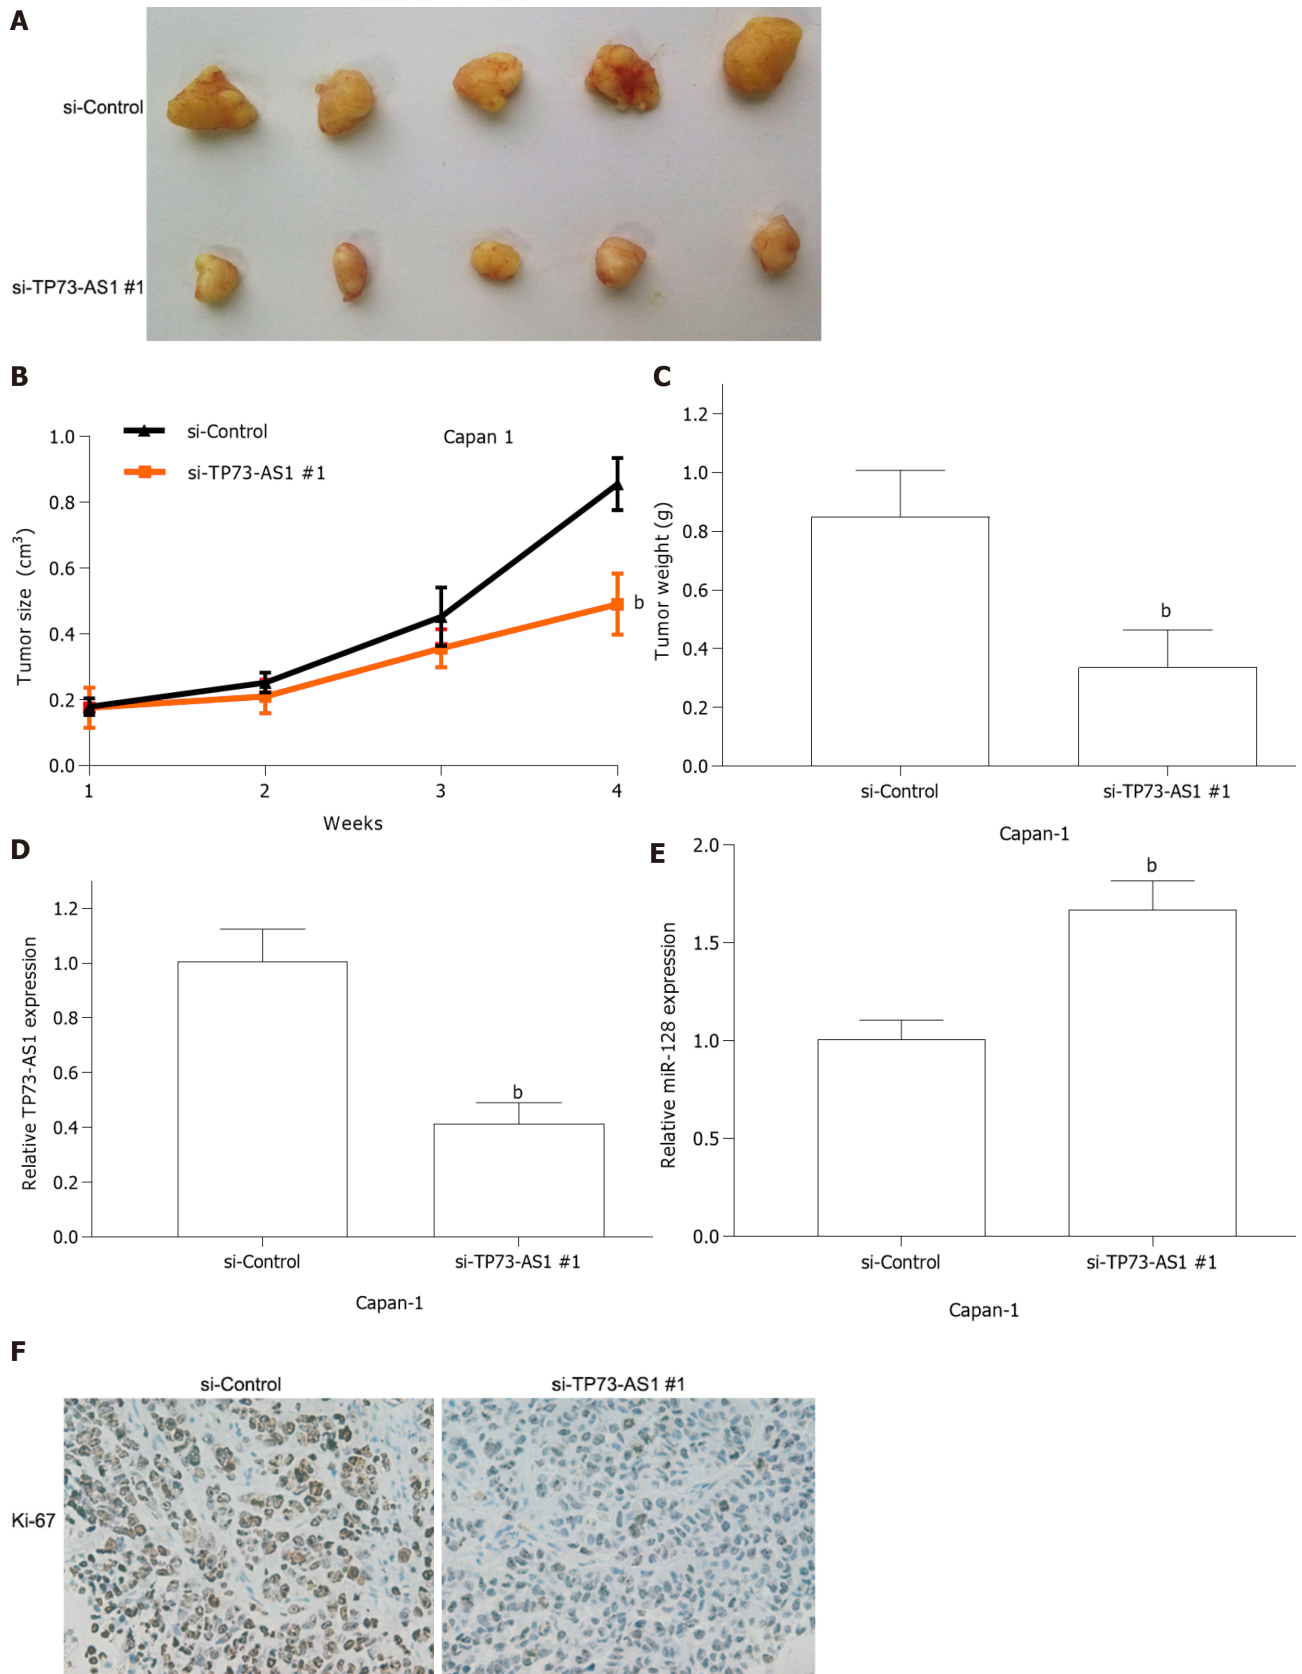 A
si-Control
si-TP73-AS1 #1
B
si-Control
si-TP73-AS1 #1
Capan 1
Tumor size (cm³)
1.0
0.8
0.6
0.4
0.2
0.0
b
1 2 3 4
Weeks
C
Tumor weight (g)
1.2
1.0
0.8
0.6
0.4
0.2
0.0
b
si-Control si-TP73-AS1 #1
Capan-1
D
Relative TP73-AS1 expression
1.2
1.0
0.8
0.6
0.4
0.2
0.0
b
si-Control si-TP73-AS1 #1
Capan-1
E
Relative miR-128 expression
2.0
1.5
1.0
0.5
0.0
b
si-Control si-TP73-AS1 #1
Capan-1
F
si-Control si-TP73-AS1 #1
Ki-67